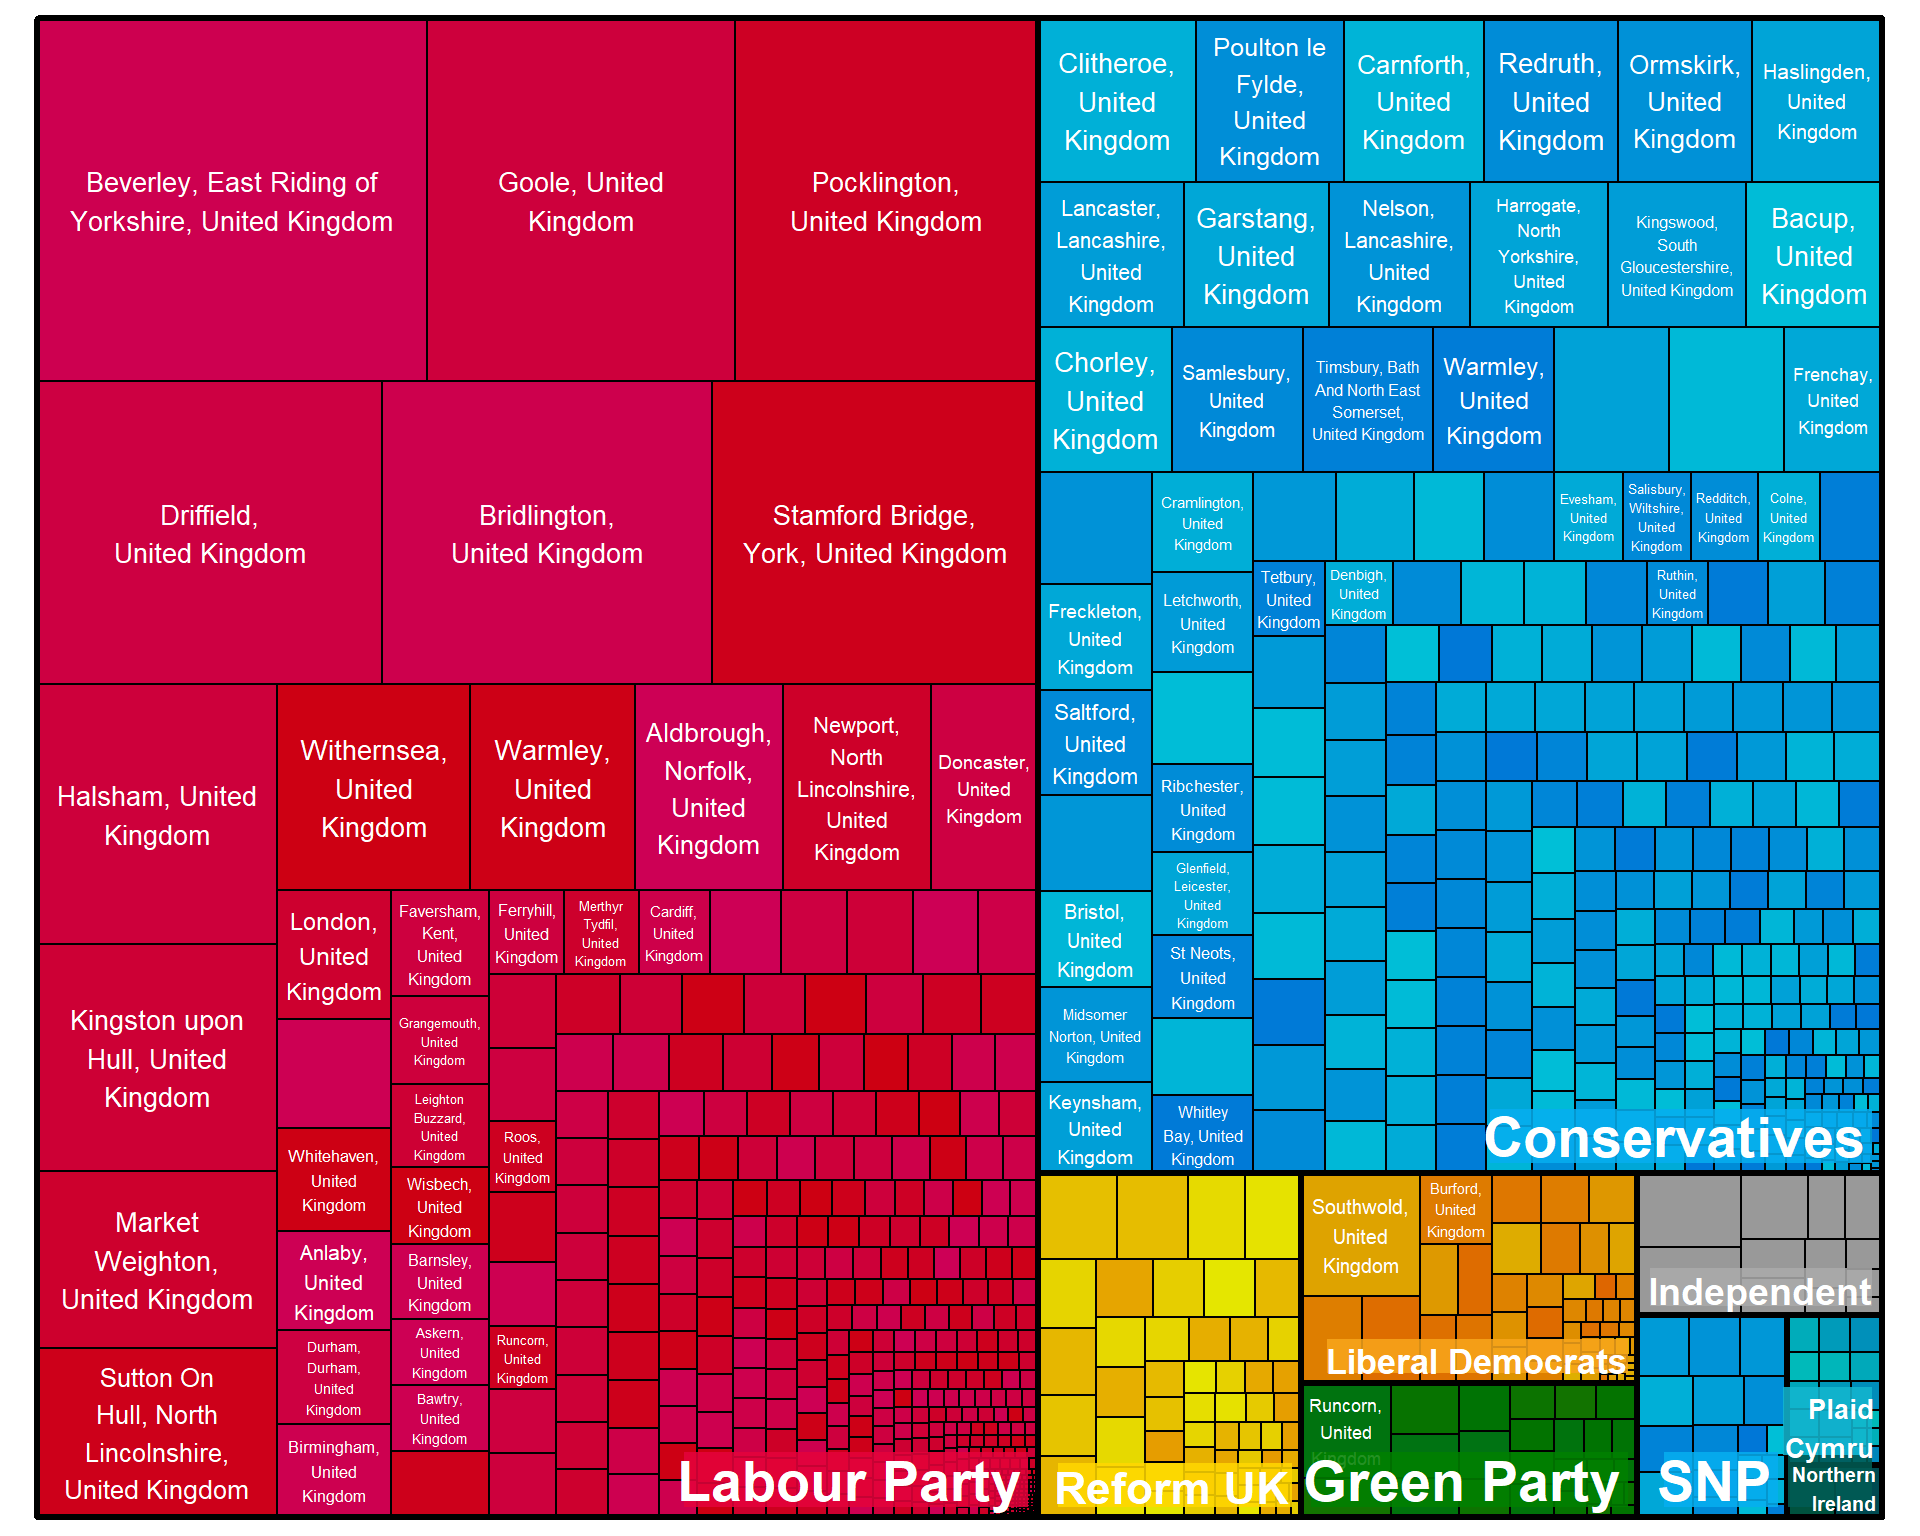 Beverley, East Riding of
Yorkshire, United Kingdom
Goole, United
Kingdom
Pocklington,
United Kingdom
Driffield,
United Kingdom
Bridlington,
United Kingdom
Stamford Bridge,
York, United Kingdom
Halsham, United
Kingdom
Withernsea,
United
Kingdom
Warmley,
United
Kingdom
Aldbrough,
Norfolk,
United
Kingdom
Newport,
North
Lincolnshire,
United
Kingdom
Doncaster,
United
Kingdom
Kingston upon
Hull, United
Kingdom
Market
Weighton,
United Kingdom
Sutton On
Hull, North
Lincolnshire,
United Kingdom
London,
United
Kingdom
Whitehaven,
United
Kingdom
Anlaby,
United
Kingdom
Durham,
Durham,
United
Kingdom
Birmingham,
United
Kingdom
Faversham,
Kent,
United
Kingdom
Grangemouth,
United
Kingdom
Leighton
Buzzard,
United
Kingdom
Wisbech,
United
Kingdom
Barnsley,
United
Kingdom
Askern,
United
Kingdom
Bawtry,
United
Kingdom
Ferryhill,
United
Kingdom
Merthyr
Tydfil,
United
Kingdom
Cardiff,
United
Kingdom
Roos,
United
Kingdom
Runcorn,
United
Kingdom
Labour Party
Clitheroe,
United
Kingdom
Poulton le
Fylde,
United
Kingdom
Carnforth,
United
Kingdom
Redruth,
United
Kingdom
Ormskirk,
United
Kingdom
Haslingden,
United
Kingdom
Lancaster,
Lancashire,
United
Kingdom
Garstang,
United
Kingdom
Nelson,
Lancashire,
United
Kingdom
Harrogate,
North
Yorkshire,
United
Kingdom
Kingswood,
South
Gloucestershire,
United Kingdom
Bacup,
United
Kingdom
Chorley,
United
Kingdom
Samlesbury,
United
Kingdom
Timsbury, Bath
And North East
Somerset,
United Kingdom
Warmley,
United
Kingdom
Frenchay,
United
Kingdom
Freckleton,
United
Kingdom
Saltford,
United
Kingdom
Bristol,
United
Kingdom
Midsomer
Norton, United
Kingdom
Keynsham,
United
Kingdom
Cramlington,
United
Kingdom
Letchworth,
United
Kingdom
Ribchester,
United
Kingdom
Glenfield,
Leicester,
United
Kingdom
St Neots,
United
Kingdom
Whitley
Bay, United
Kingdom
Evesham,
United
Kingdom
Salisbury,
Wiltshire,
United
Kingdom
Redditch,
United
Kingdom
Colne,
United
Kingdom
Tetbury,
United
Kingdom
Denbigh,
United
Kingdom
Ruthin,
United
Kingdom
Conservatives
Reform UK
Southwold,
United
Kingdom
Burford,
United
Kingdom
Liberal Democrats
Runcorn,
United
Kingdom
Green Party
Independent
SNP
Plaid
Cymru
Northern
Ireland